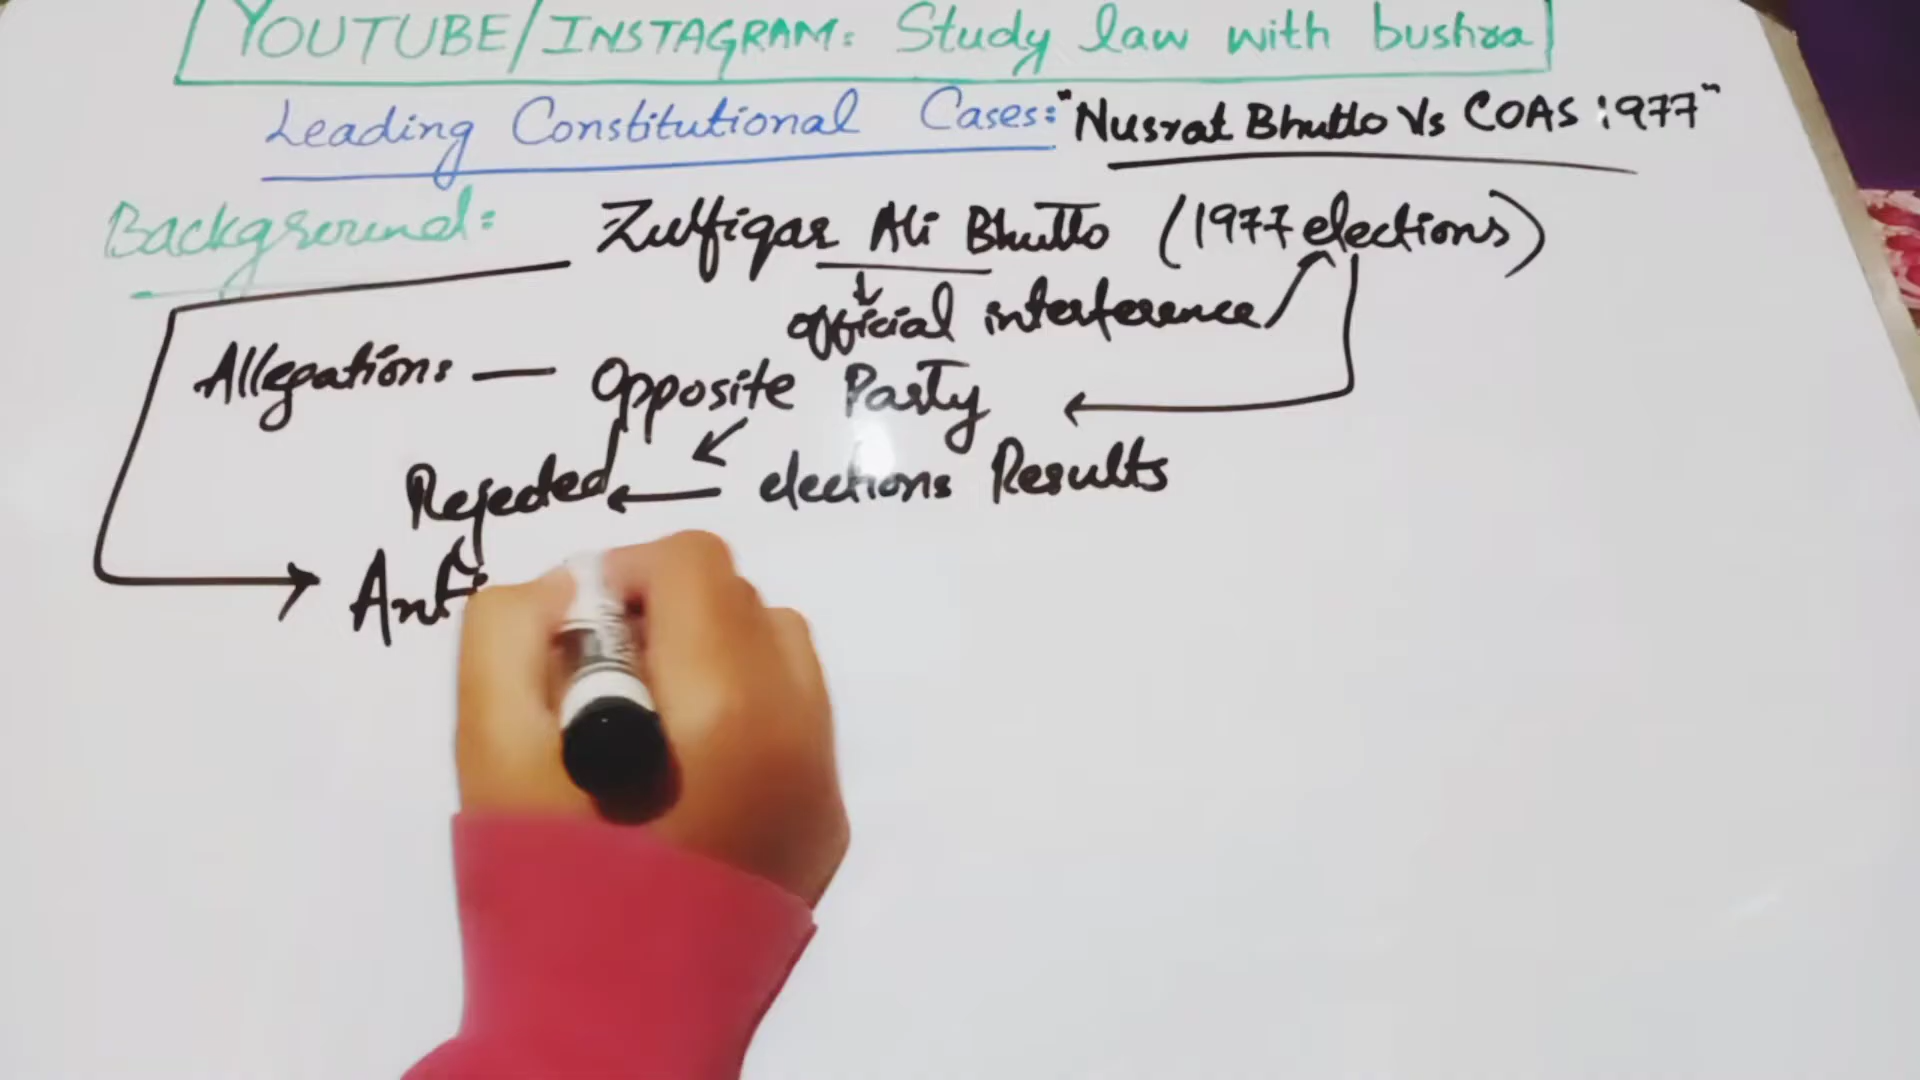 YOUTUBE/INSTAGRAM: Study law with bushra
Leading Constitutional Cases: "Nusrat Bhutto Vs COAS 1977"
Background: Zulfiqar Ali Bhutto (1977 elections)
official interference
Allegations — Opposite Party
Rejected elections Results
Anti